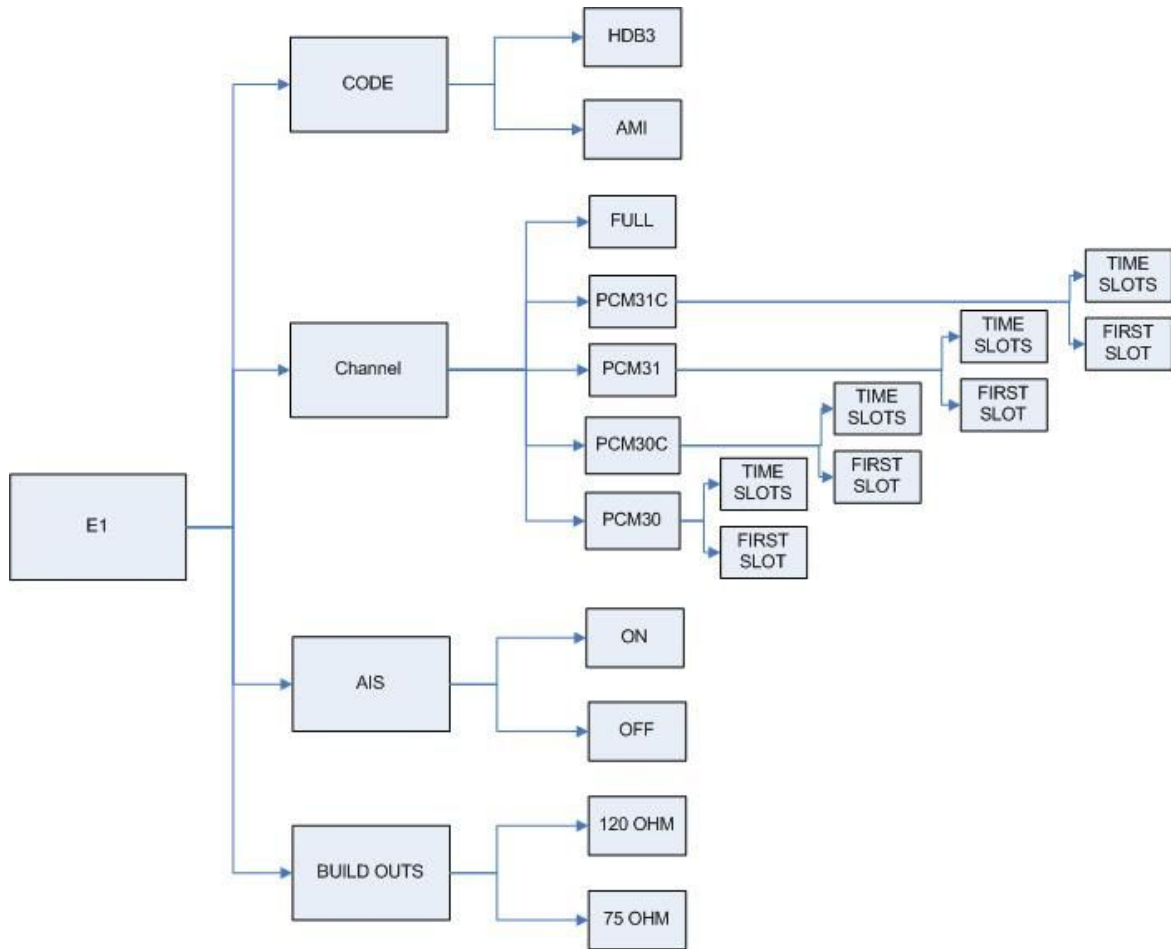 HDB3
CODE
AMI
FULL
TIME
SLOTS
PCM31C
TIME
SLOTS
FIRST
SLOT
Channel
PCM31
TIME
SLOTS
FIRST
SLOT
PCM30C
FIRST
SLOT
TIME
SLOTS
E1
PCM30
FIRST
SLOT
ON
AIS
OFF
120 OHM
BUILD OUTS
75 OHM